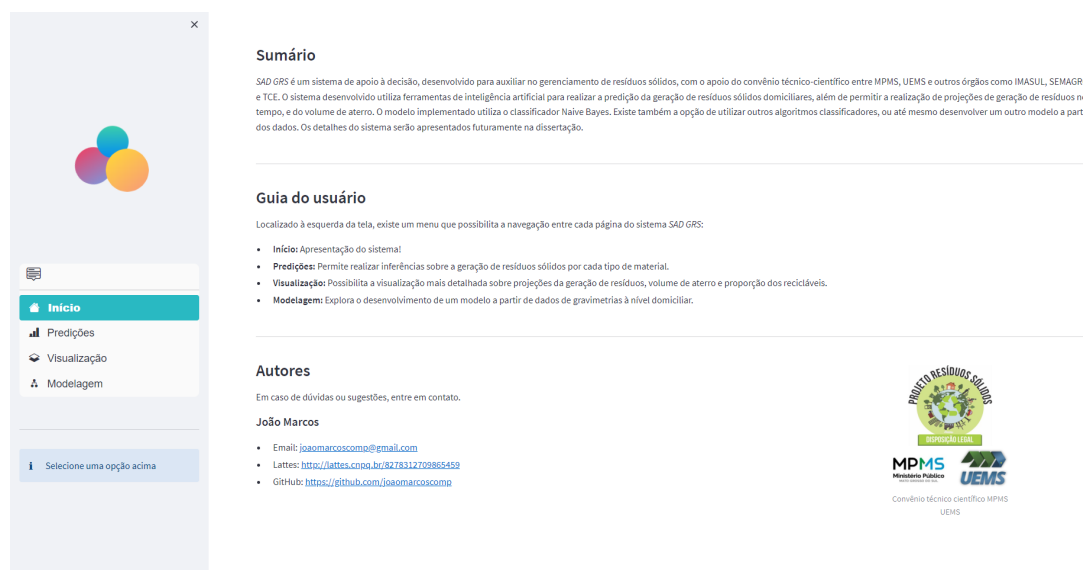 ×
Início
Predições
Visualização
Modelagem
i Selecione uma opção acima
Sumário
SAD GRS é um sistema de apoio à decisão, desenvolvido para auxiliar no gerenciamento de resíduos sólidos, com o apoio do convênio técnico-científico entre MPMS, UEMS e outros órgãos como IMASUL, SEMAGR
e TCE. O sistema desenvolvido utiliza ferramentas de inteligência artificial para realizar a predição da geração de resíduos sólidos domiciliares, além de permitir a realização de projeções de geração de resíduos n
tempo, e do volume de aterro. O modelo implementado utiliza o classificador Naive Bayes. Existe também a opção de utilizar outros algoritmos classificadores, ou até mesmo desenvolver um outro modelo a part
dos dados. Os detalhes do sistema serão apresentados futuramente na dissertação.
Guia do usuário
Localizado à esquerda da tela, existe um menu que possibilita a navegação entre cada página do sistema SAD GRS:
• Início: Apresentação do sistema!
• Predições: Permite realizar inferências sobre a geração de resíduos sólidos por cada tipo de material.
• Visualização: Possibilita a visualização mais detalhada sobre projeções da geração de resíduos, volume de aterro e proporção dos recicláveis.
• Modelagem: Explora o desenvolvimento de um modelo a partir de dados de gravimetrias à nível domiciliar.
Autores
Em caso de dúvidas ou sugestões, entre em contato.
João Marcos
• Email: joaomarcoscomp@gmail.com
• Lattes: http://lattes.cnpq.br/8278312709865459
• GitHub: https://github.com/joaomarcoscomp
PROJETO RESÍDUOS SÓLIDOS
DISPOSIÇÃO LEGAL
MPMS
Ministério Público
MATO GROSSO DO SUL
UEMS
Convênio técnico científico MPMS
UEMS